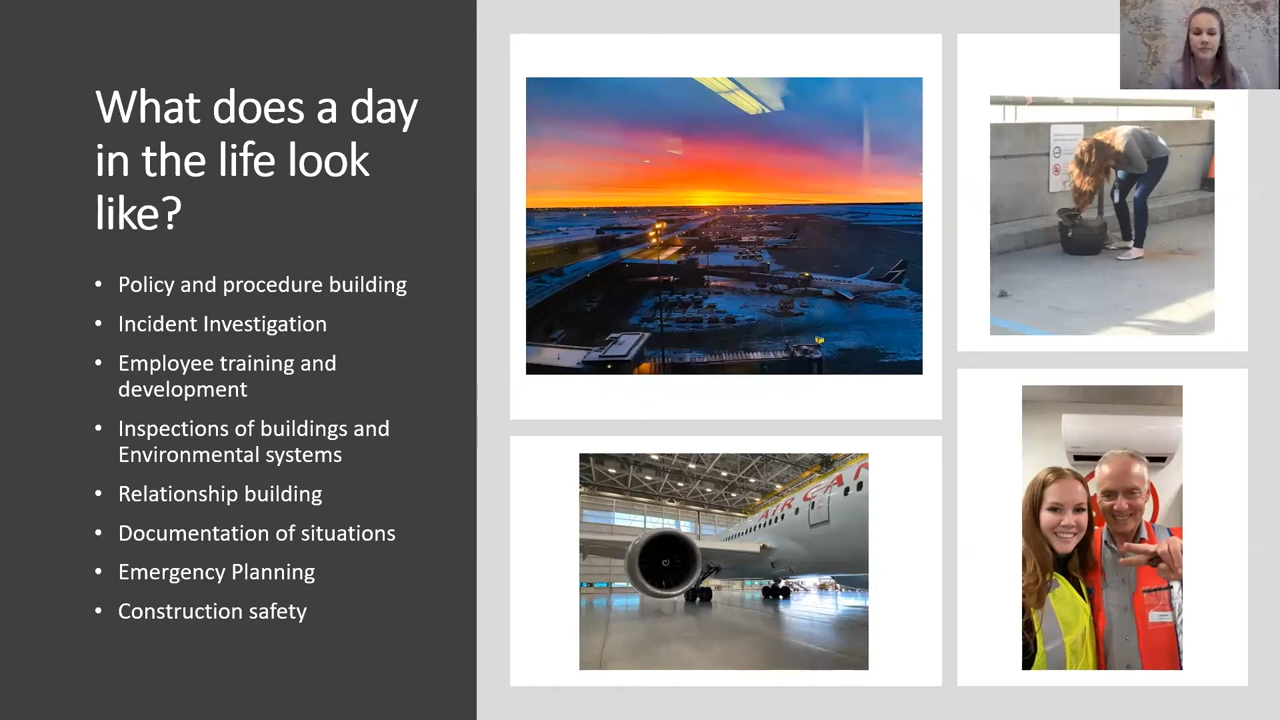 What does a day
in the life look
like?
• Policy and procedure building
• Incident Investigation
• Employee training and
development
• Inspections of buildings and
Environmental systems
• Relationship building
• Documentation of situations
• Emergency Planning
• Construction safety
AIR CAN